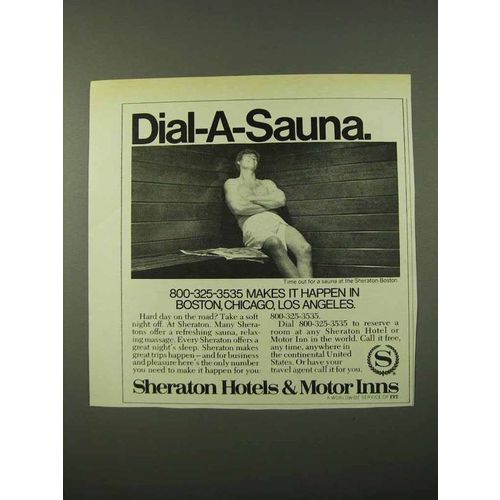 Dial-A-Sauna.
Time out for a sauna at the Sheraton-Boston.
800-325-3535 MAKES IT HAPPEN IN
BOSTON, CHICAGO, LOS ANGELES.
Hard day on the road? Take a soft
night off. At Sheraton. Many Shera-
tons offer a refreshing sauna, relax-
ing massage. Every Sheraton offers a
great night's sleep. Sheraton makes
great trips happen—and for business
and pleasure here's the only number
you need to make it happen for you:
800-325-3535.
Dial 800-325-3535 to reserve a
room at any Sheraton Hotel or
Motor Inn in the world. Call it free,
any time, anywhere in
the continental United
States. Or have your
travel agent call it for you.
S
Sheraton Hotels & Motor Inns
A WORLDWIDE SERVICE OF ITT